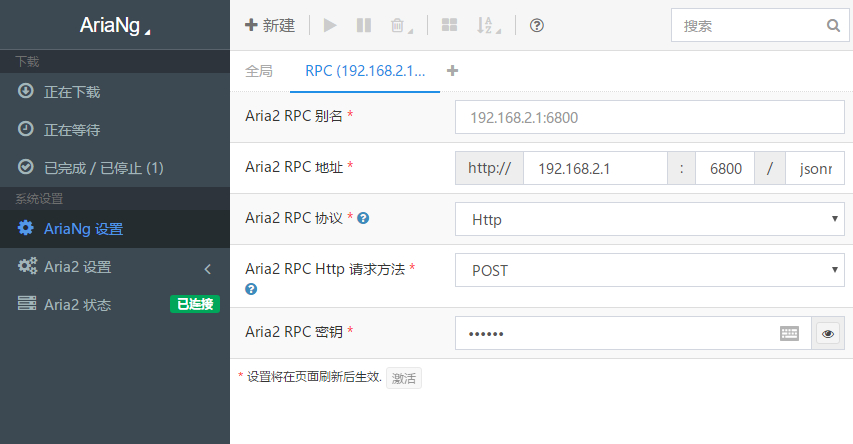 AriaNg
下载
正在下载
正在等待
已完成 / 已停止 (1)
系统设置
AriaNg 设置
Aria2 设置
Aria2 状态 已连接
新建 搜索
全局 RPC (192.168.2.1...
Aria2 RPC 别名 * 192.168.2.1:6800
Aria2 RPC 地址 * http:// 192.168.2.1 : 6800 / jsonr
Aria2 RPC 协议 * Http
Aria2 RPC Http 请求方法 * POST
Aria2 RPC 密钥 * ••••••
* 设置将在页面刷新后生效. 激活